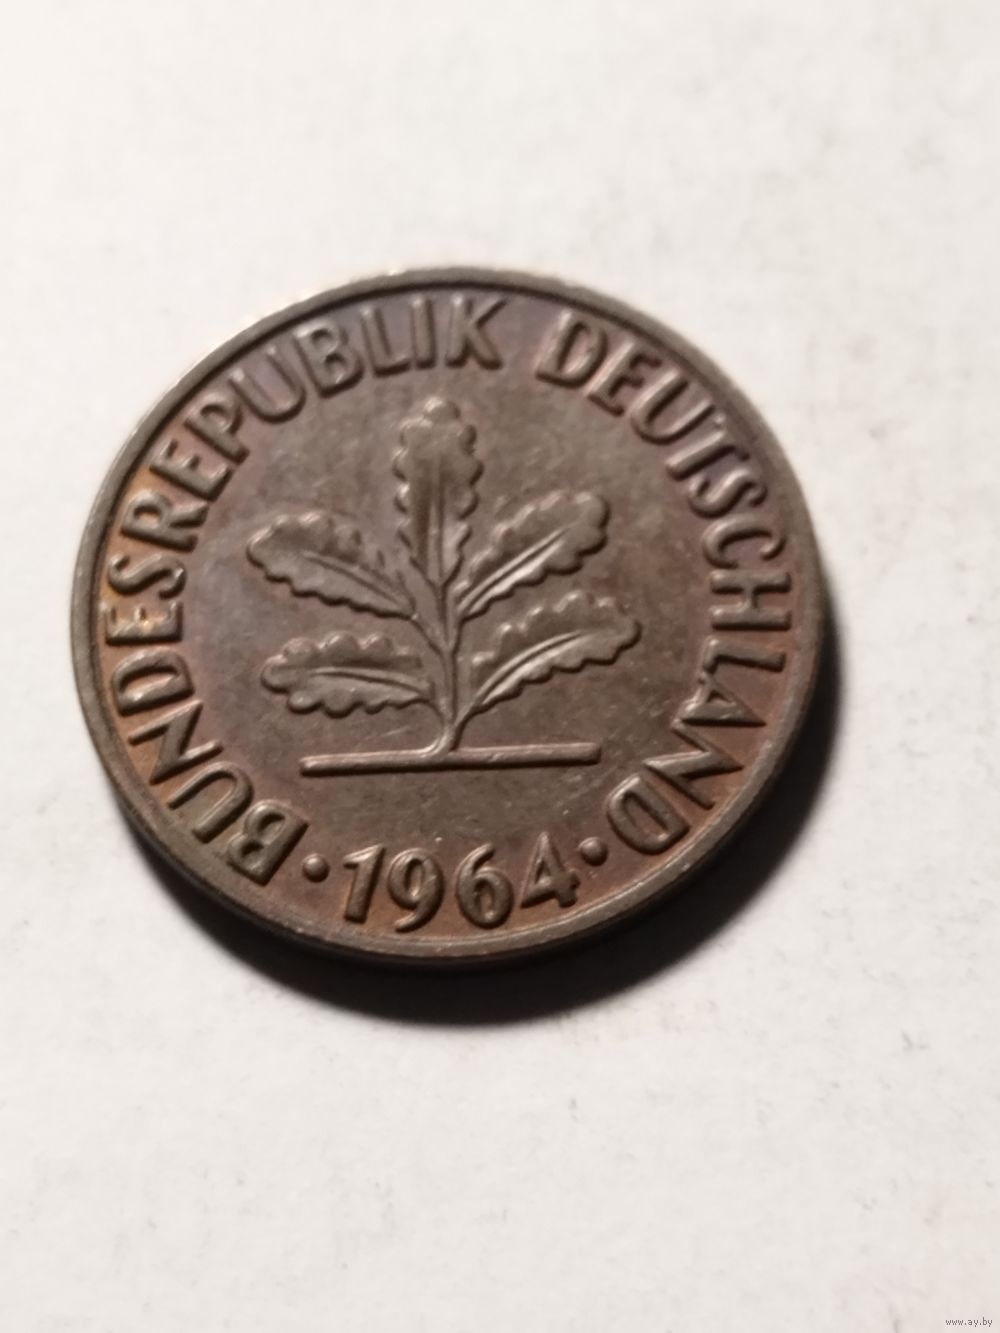 BUNDESREPUBLIK DEUTSCHLAND
· 1964 ·
www.ay.by